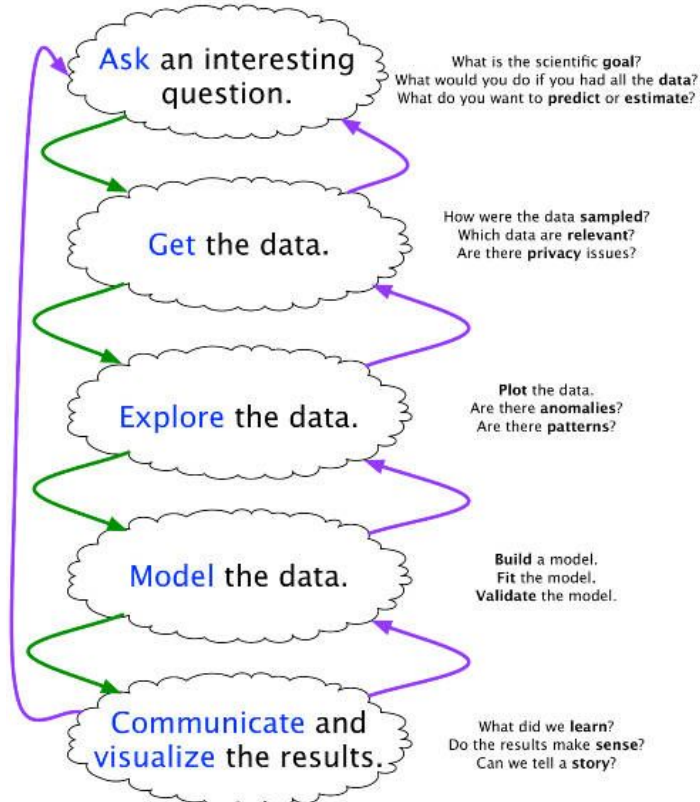 Ask an interesting
question.
What is the scientific goal?
What would you do if you had all the data?
What do you want to predict or estimate?
Get the data.
How were the data sampled?
Which data are relevant?
Are there privacy issues?
Explore the data.
Plot the data.
Are there anomalies?
Are there patterns?
Model the data.
Build a model.
Fit the model.
Validate the model.
Communicate and
visualize the results.
What did we learn?
Do the results make sense?
Can we tell a story?